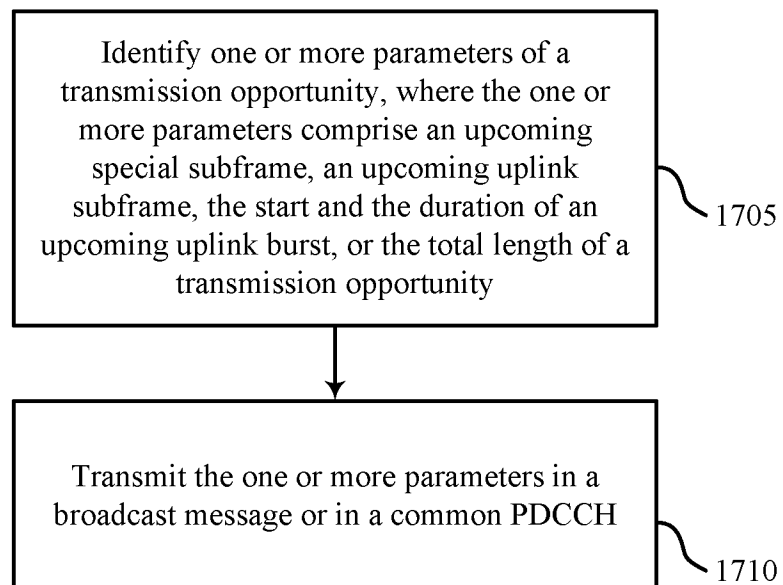 Identify one or more parameters of a
transmission opportunity, where the one or
more parameters comprise an upcoming
special subframe, an upcoming uplink
subframe, the start and the duration of an
upcoming uplink burst, or the total length of a
transmission opportunity
1705
Transmit the one or more parameters in a
broadcast message or in a common PDCCH
1710